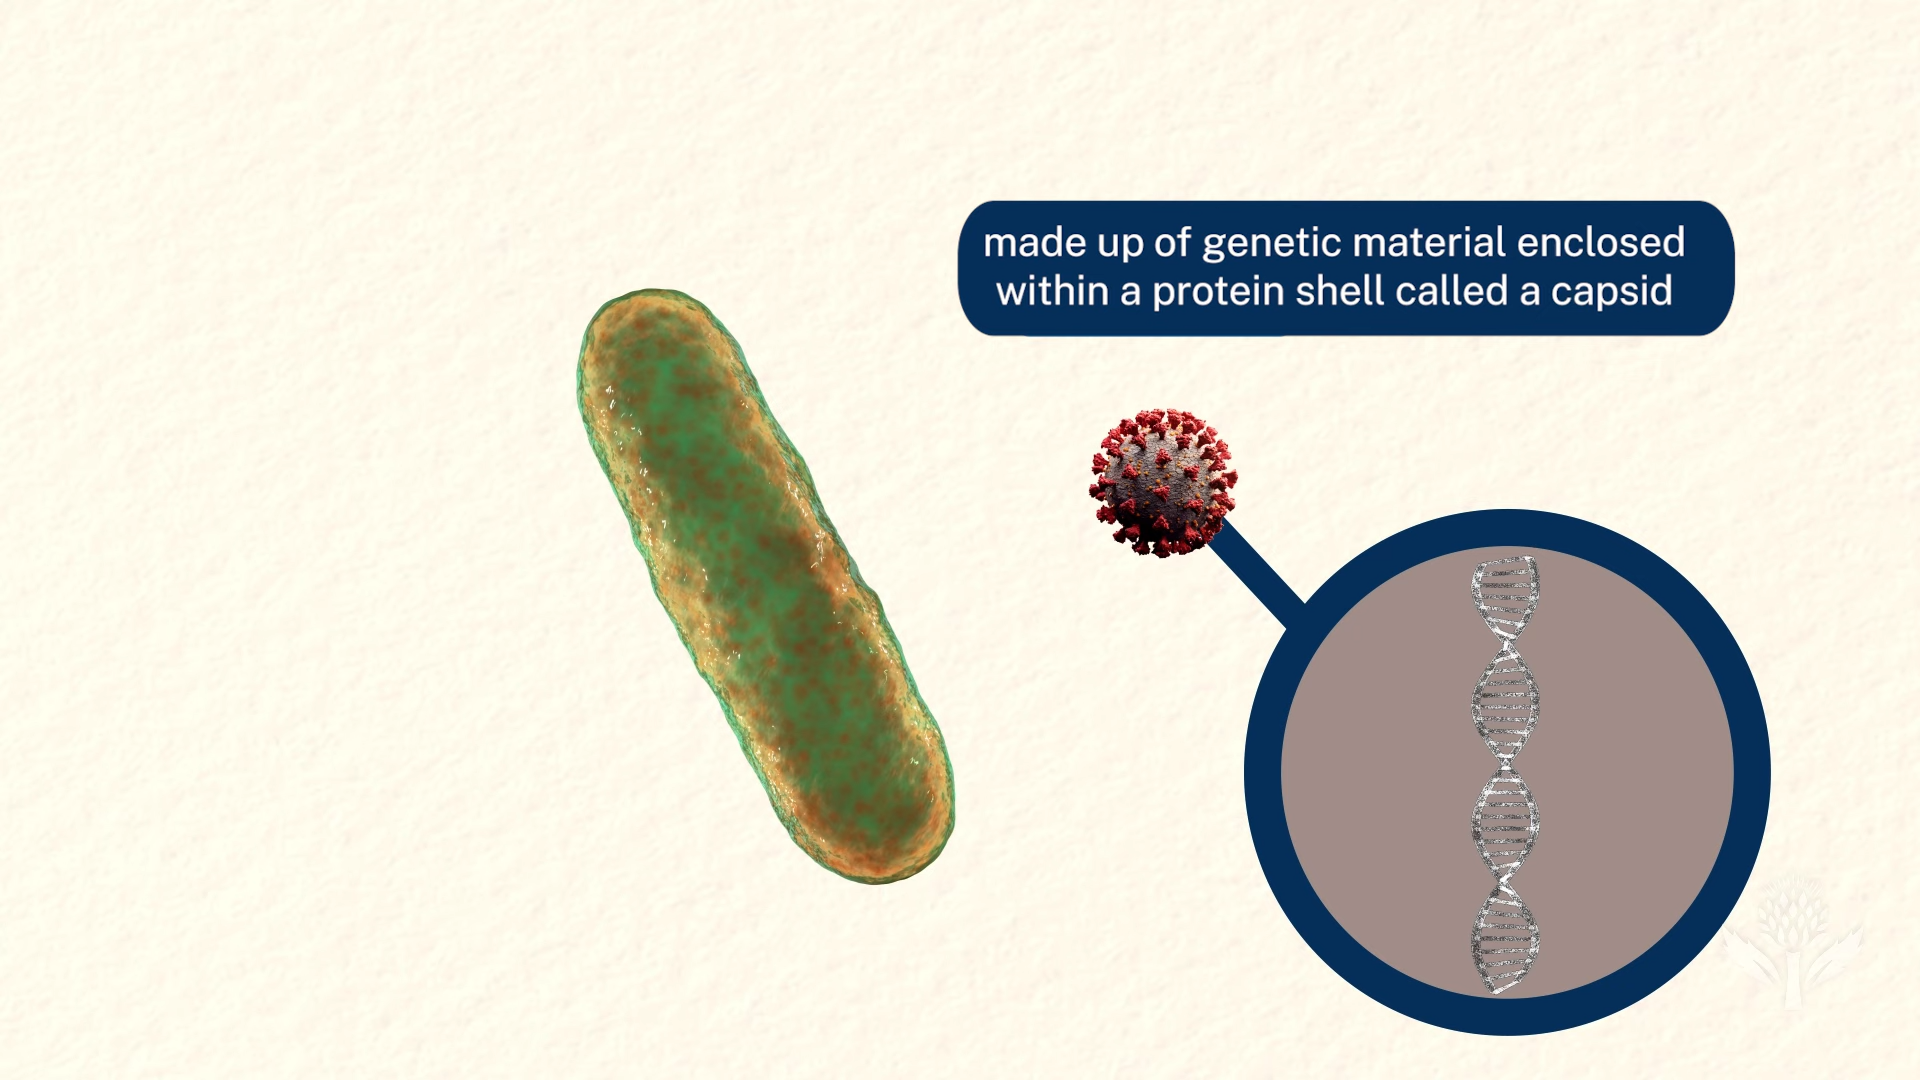 made up of genetic material enclosed
within a protein shell called a capsid